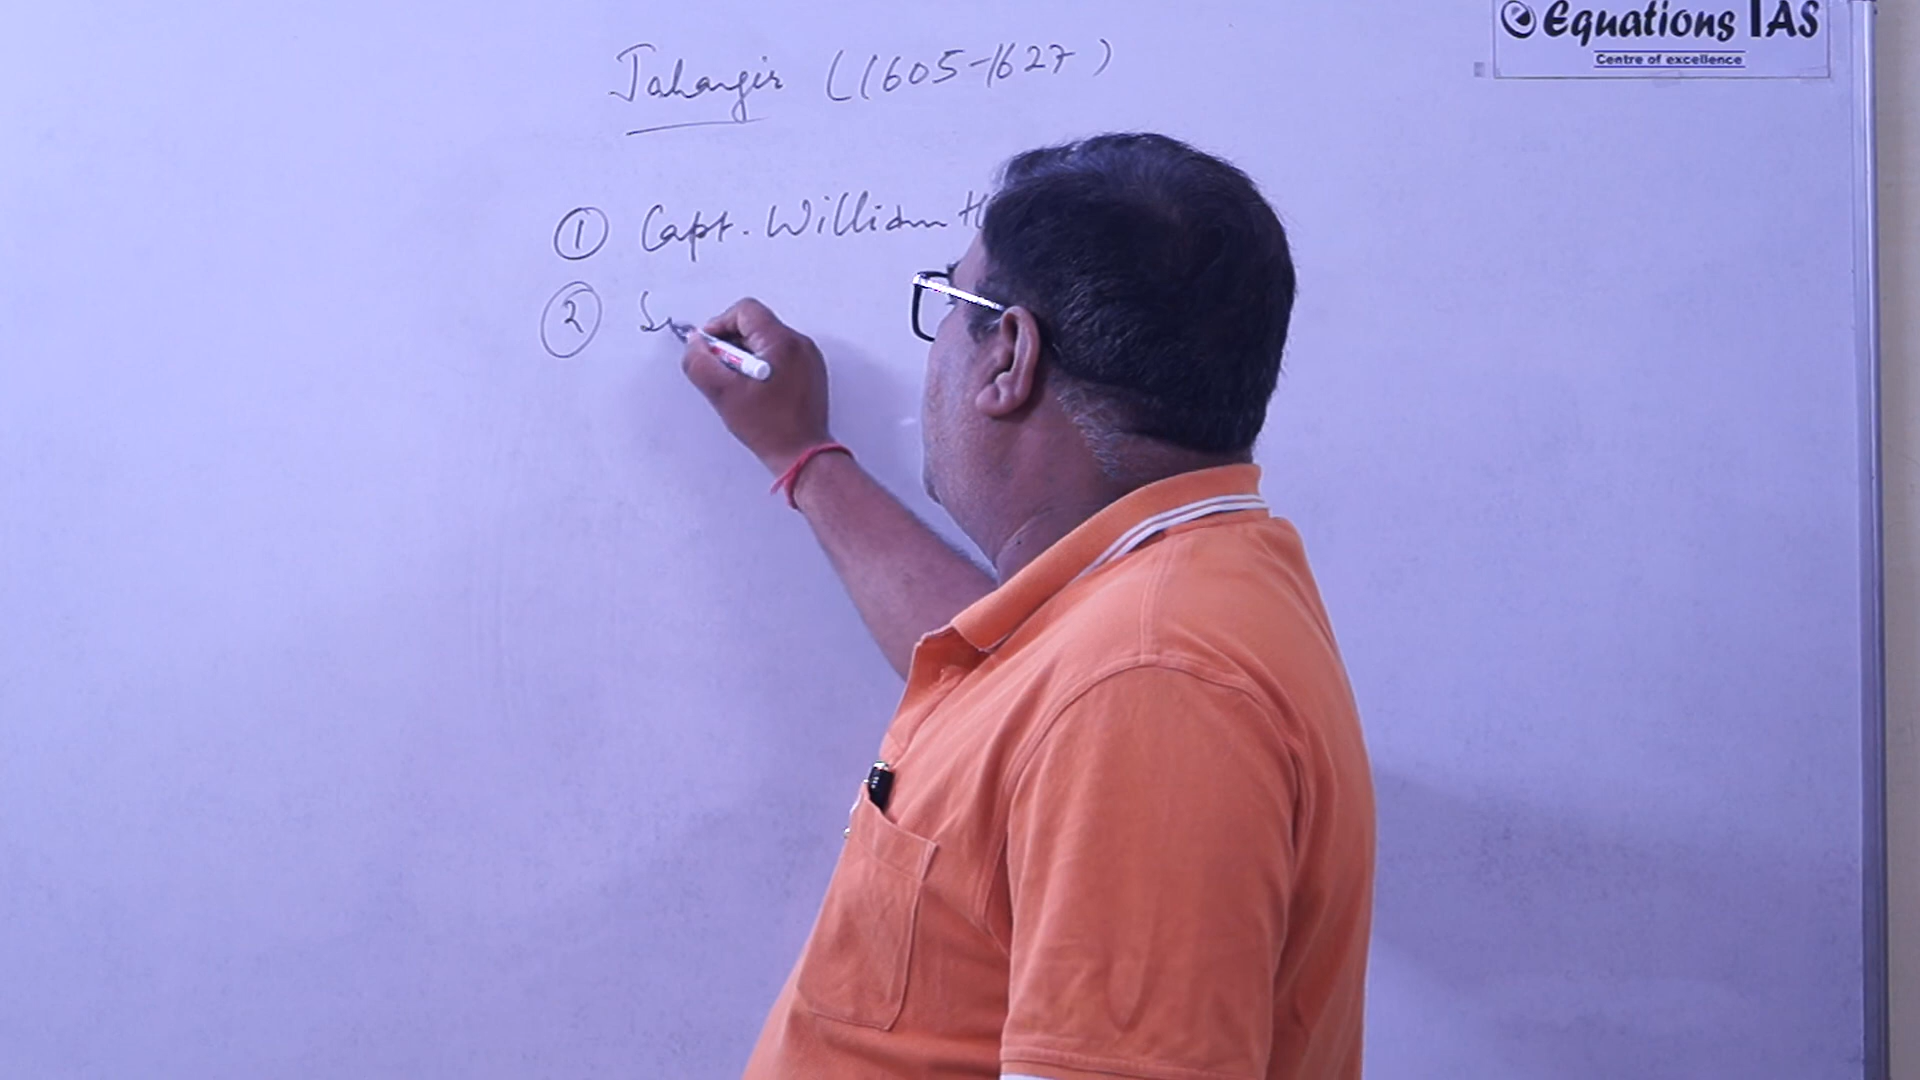 Equations IAS
Centre of excellence
Jahangir (1605-1627)
① Capt. William H
② S